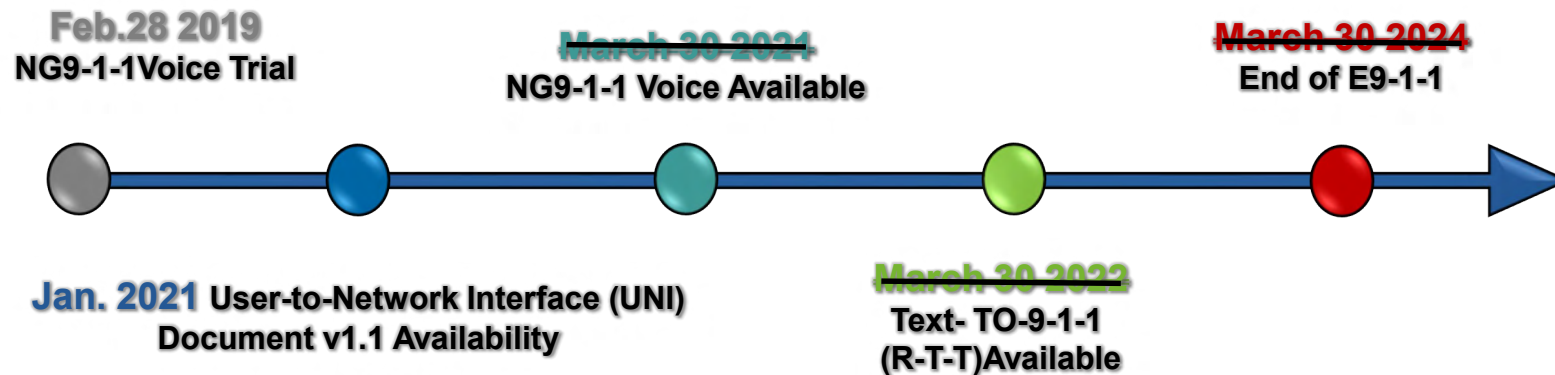 Feb.28 2019
NG9-1-1Voice Trial
March 30 2021
NG9-1-1 Voice Available
March 30 2024
End of E9-1-1
Jan. 2021 User-to-Network Interface (UNI)
Document v1.1 Availability
March 30 2022
Text- TO-9-1-1
(R-T-T)Available